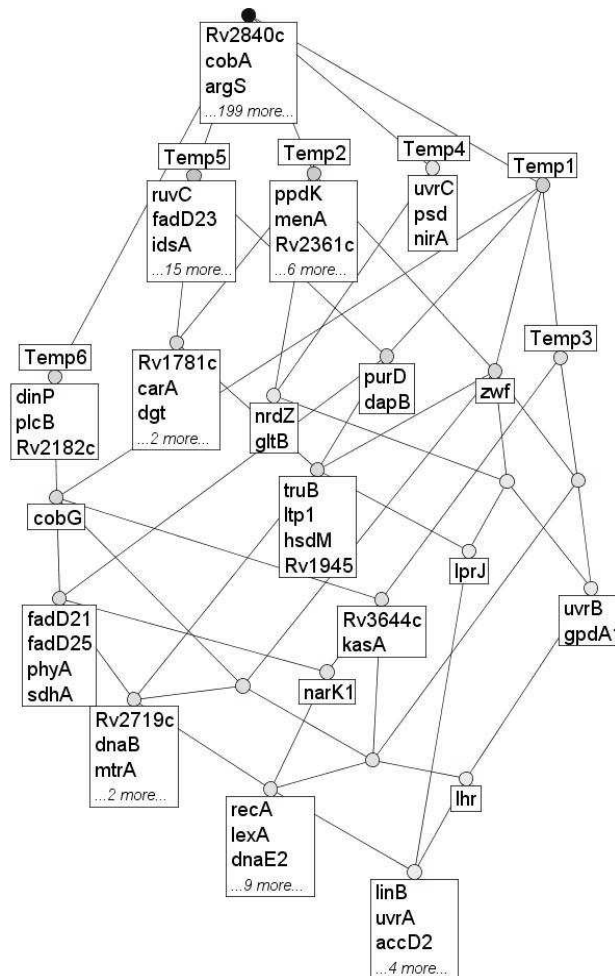 Rv2840c
cobA
argS
...199 more...
Temp5
Temp2
Temp4
Temp1
ruvC
fadD23
idsA
...15 more...
ppdK
menA
Rv2361c
...6 more...
uvrC
psd
nirA
Temp6
Temp3
dinP
plcB
Rv2182c
Rv1781c
carA
dgt
...2 more...
purD
dapB
zwf
nrdZ
gltB
cobG
truB
ltp1
hsdM
Rv1945
lprJ
uvrB
gpdA1
fadD21
fadD25
phyA
sdhA
Rv3644c
kasA
narK1
Rv2719c
dnaB
mtrA
...2 more...
recA
lexA
dnaE2
...9 more...
lhr
linB
uvrA
accD2
...4 more...